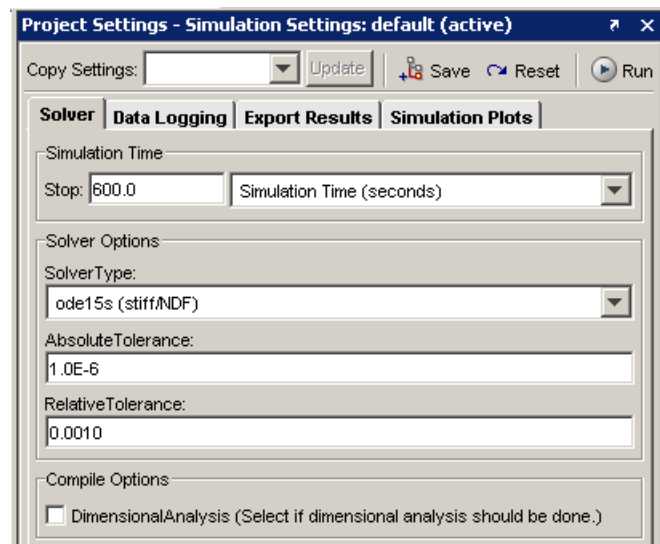 Project Settings - Simulation Settings: default (active)
Copy Settings: Update Save Reset Run
Solver Data Logging Export Results Simulation Plots
Simulation Time
Stop: 600.0 Simulation Time (seconds)
Solver Options
SolverType:
ode15s (stiff/NDF)
AbsoluteTolerance:
1.0E-6
RelativeTolerance:
0.0010
Compile Options
DimensionalAnalysis (Select if dimensional analysis should be done.)